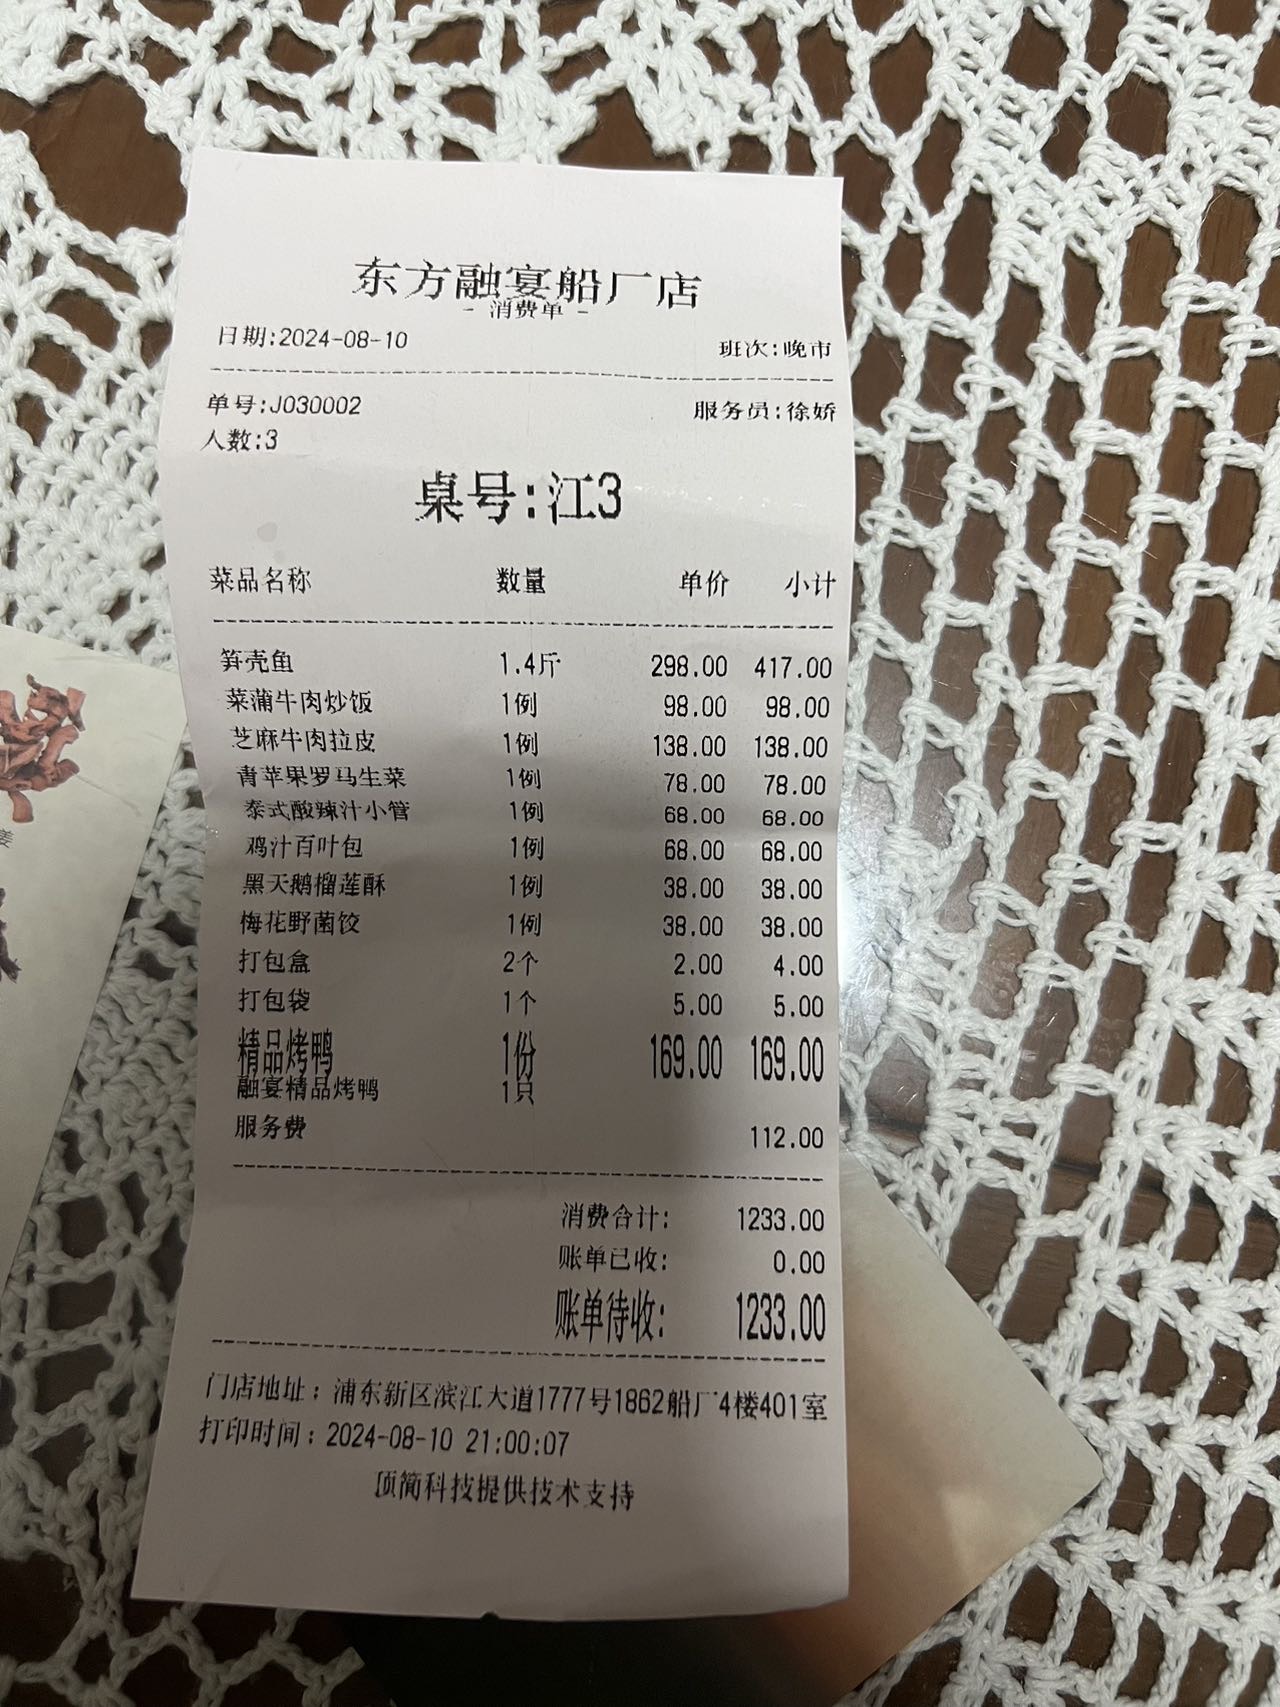 东方融宴船厂店
- 消费单 -
日期:2024-08-10 班次:晚市
单号:J030002 服务员:徐娇
人数:3
桌号:江3
菜品名称 数量 单价 小计
笋壳鱼 1.4斤 298.00 417.00
菜蒲牛肉炒饭 1例 98.00 98.00
芝麻牛肉拉皮 1例 138.00 138.00
青苹果罗马生菜 1例 78.00 78.00
泰式酸辣汁小管 1例 68.00 68.00
鸡汁百叶包 1例 68.00 68.00
黑天鹅榴莲酥 1例 38.00 38.00
梅花野菌饺 1例 38.00 38.00
打包盒 2个 2.00 4.00
打包袋 1个 5.00 5.00
精品烤鸭 1份 169.00 169.00
融宴精品烤鸭 1只
服务费 112.00
消费合计: 1233.00
账单已收: 0.00
账单待收: 1233.00
门店地址：浦东新区滨江大道1777号1862船厂4楼401室
打印时间：2024-08-10 21:00:07
顶简科技提供技术支持
姜